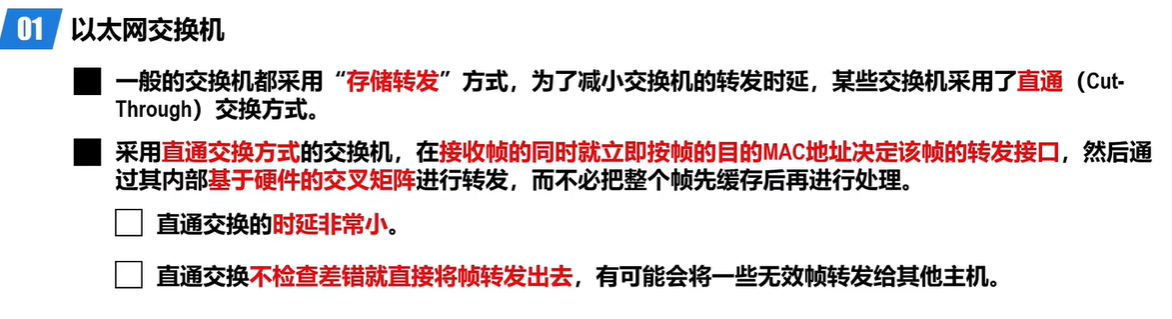 01 以太网交换机
一般的交换机都采用“存储转发”方式，为了减小交换机的转发时延，某些交换机采用了直通（Cut-
Through）交换方式。
采用直通交换方式的交换机，在接收帧的同时就立即按帧的目的MAC地址决定该帧的转发接口，然后通
过其内部基于硬件的交叉矩阵进行转发，而不必把整个帧先缓存后再进行处理。
直通交换的时延非常小。
直通交换不检查差错就直接将帧转发出去，有可能会将一些无效帧转发给其他主机。